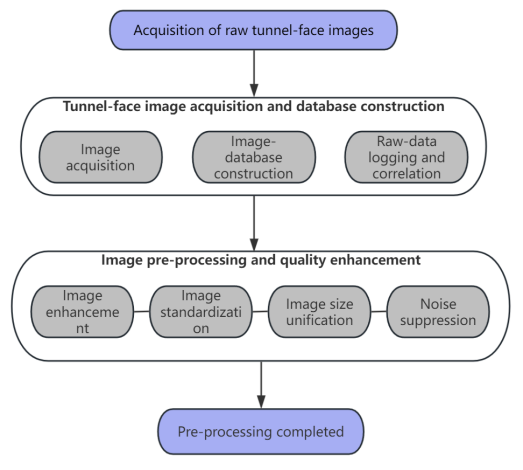 Acquisition of raw tunnel-face images
Tunnel-face image acquisition and database construction
Image
acquisition
Image-
database
construction
Raw-data
logging and
correlation
Image pre-processing and quality enhancement
Image
enhanceme
nt
Image
standardizati
on
Image size
unification
Noise
suppression
Pre-processing completed